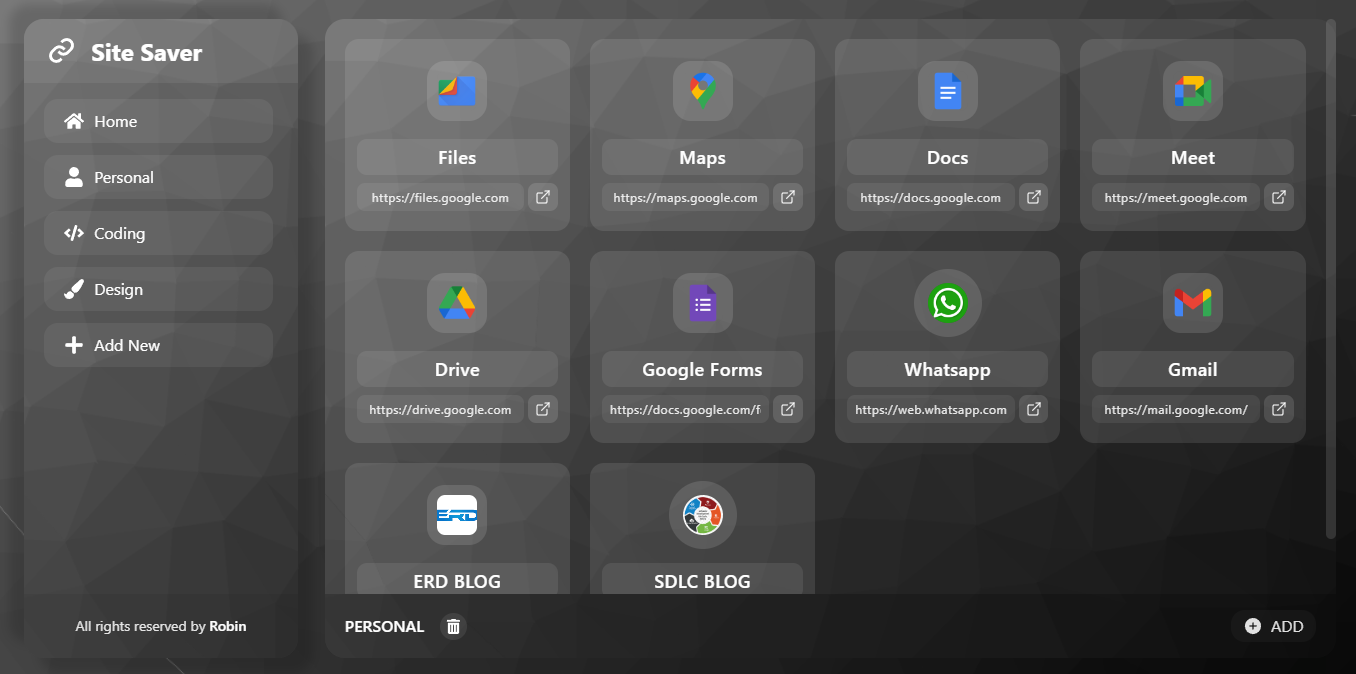 Site Saver
Home
Personal
Coding
Design
Add New
All rights reserved by Robin
Files
https://files.google.com
Maps
https://maps.google.com
Docs
https://docs.google.com
Meet
https://meet.google.com
Drive
https://drive.google.com
Google Forms
https://docs.google.com/f
Whatsapp
https://web.whatsapp.com
Gmail
https://mail.google.com/
ERD
ERD BLOG
SDLC BLOG
PERSONAL
ADD